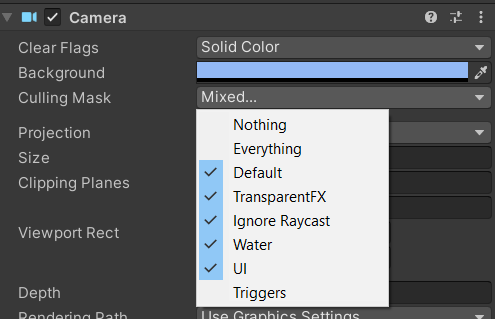 Camera
Clear Flags Solid Color
Background
Culling Mask Mixed...
Nothing
Everything
Projection
Size
Default
Clipping Planes
TransparentFX
Ignore Raycast
Viewport Rect
Water
UI
Depth
Triggers
Rendering Path Use Graphics Settings